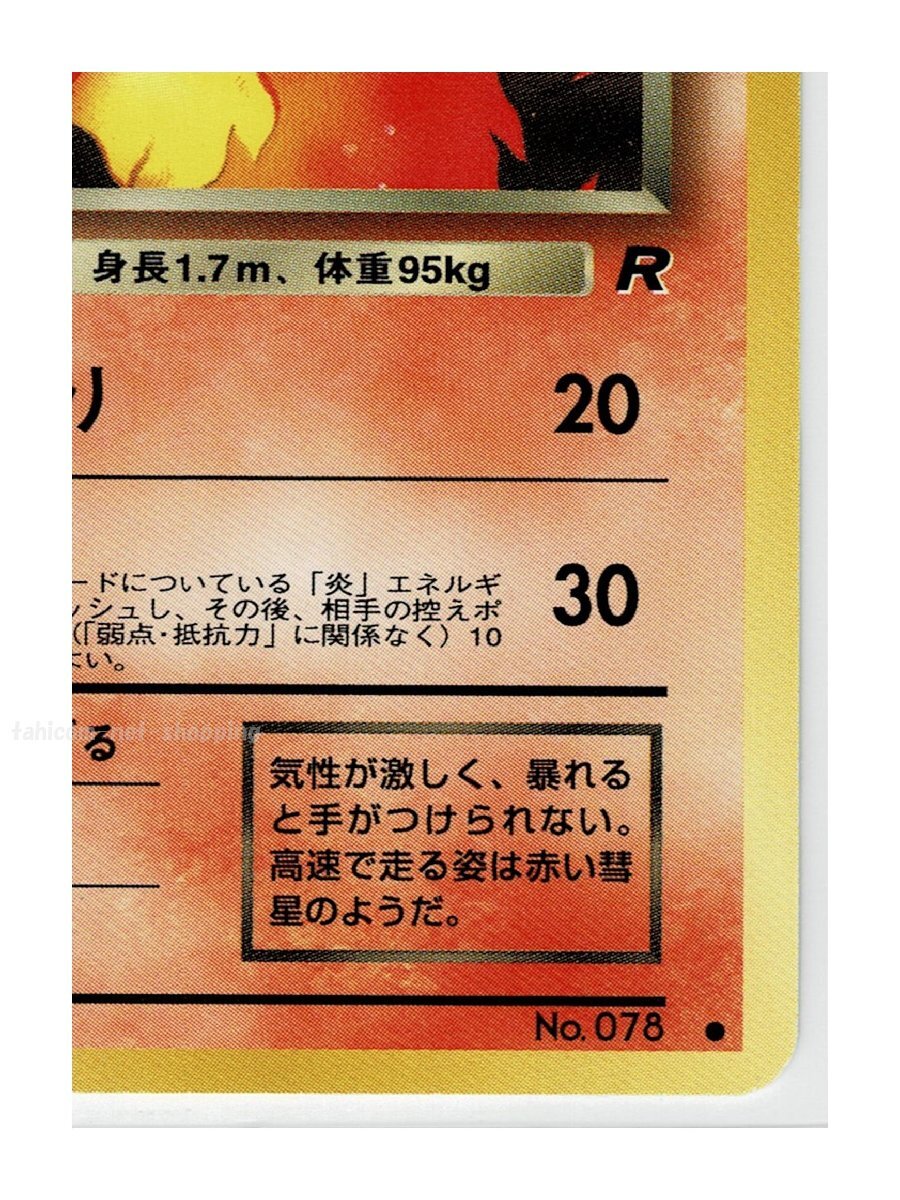 身長1.7m、体重95kg
R
り 20
ードについている「炎」エネルギ
ッシュし、その後、相手の控えポ
(「弱点・抵抗力」に関係なく)10
たい。
30
げる
気性が激しく、暴れる
と手がつけられない。
高速で走る姿は赤い彗
星のようだ。
No. 078 ●